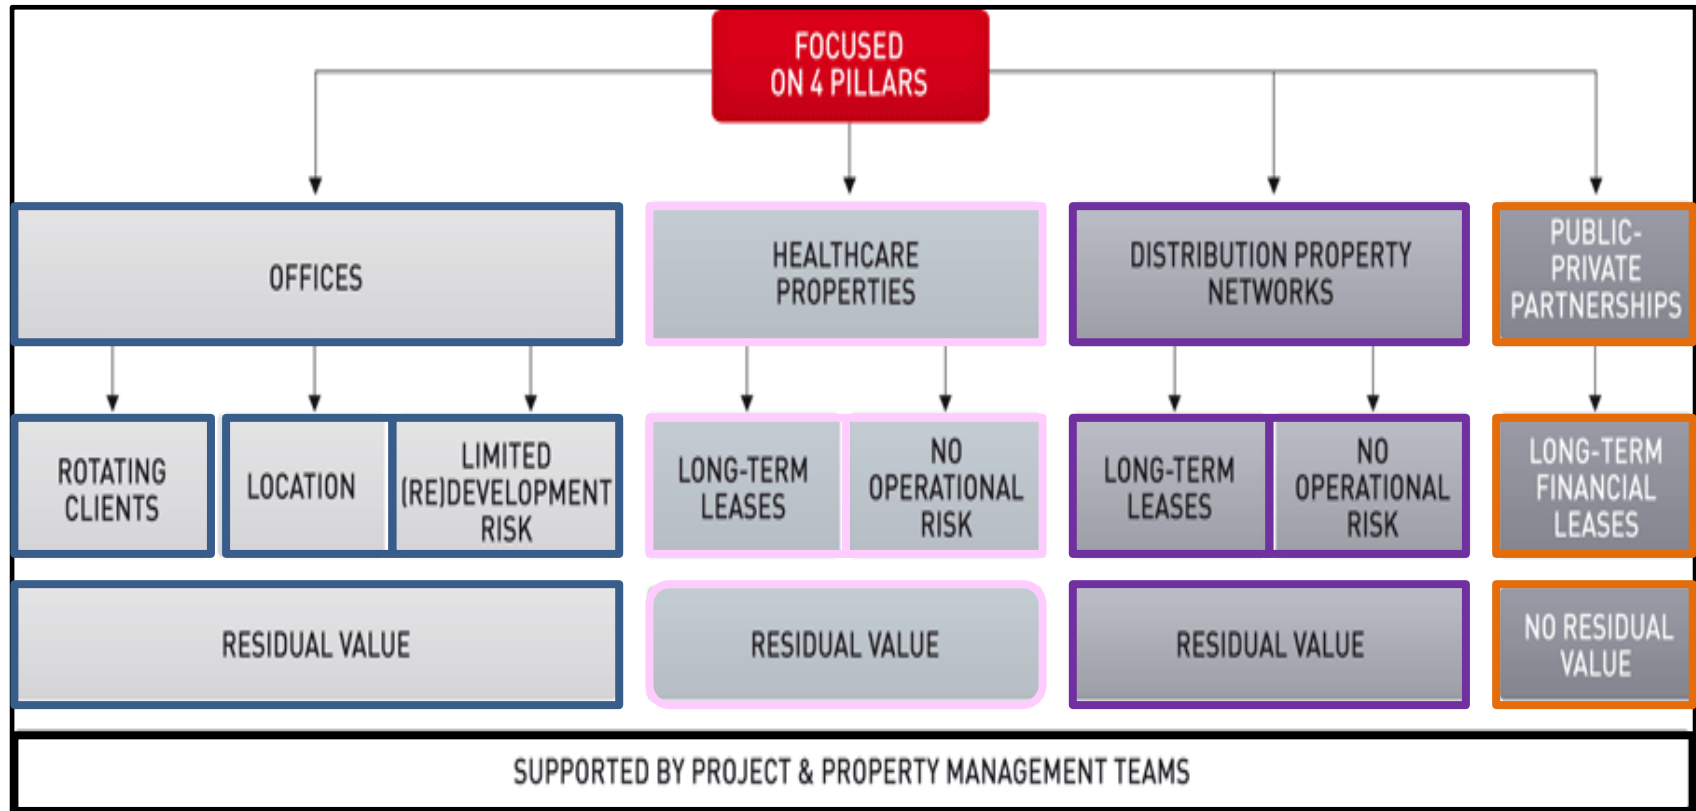 FOCUSED
ON 4 PILLARS
OFFICES
HEALTHCARE
PROPERTIES
DISTRIBUTION PROPERTY
NETWORKS
PUBLIC-
PRIVATE
PARTNERSHIPS
ROTATING
CLIENTS
LOCATION
LIMITED
(RE)DEVELOPMENT
RISK
LONG-TERM
LEASES
NO
OPERATIONAL
RISK
LONG-TERM
LEASES
NO
OPERATIONAL
RISK
LONG-TERM
FINANCIAL
LEASES
RESIDUAL VALUE
RESIDUAL VALUE
RESIDUAL VALUE
NO RESIDUAL
VALUE
SUPPORTED BY PROJECT & PROPERTY MANAGEMENT TEAMS